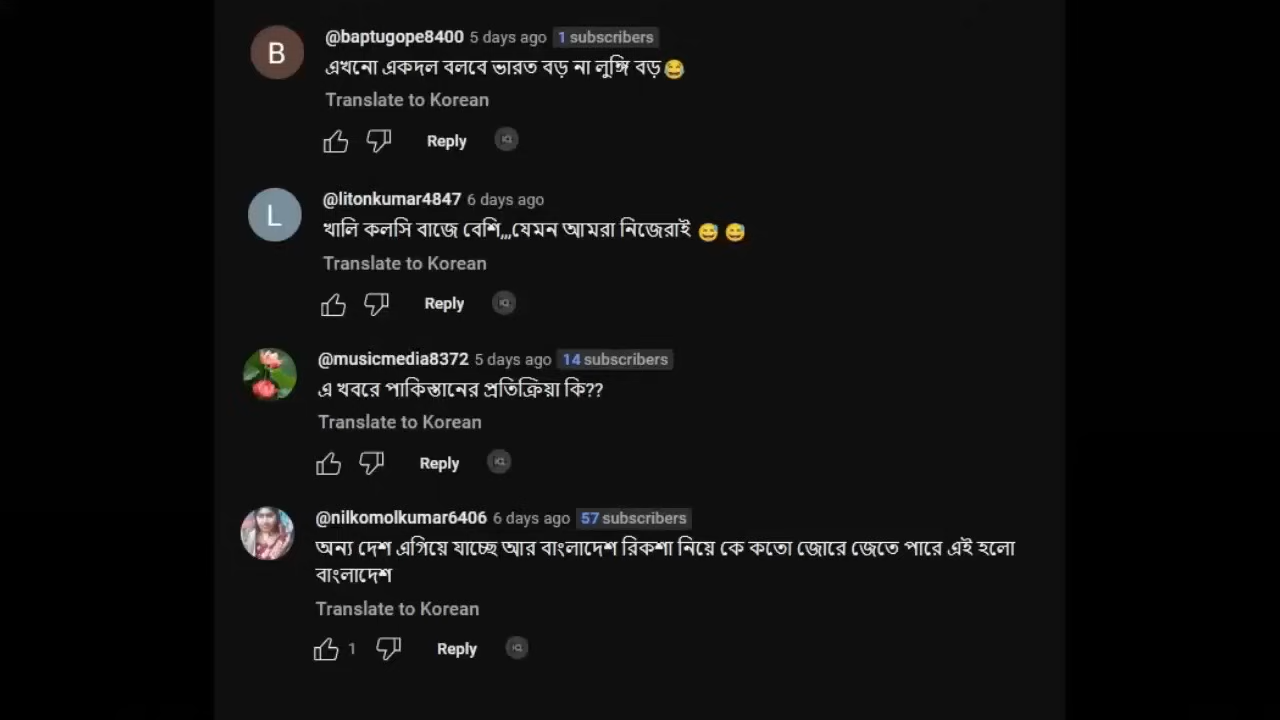 @baptugope8400 5 days ago 1 subscribers
এখনো একদল বলবে ভারত বড় না লুঙ্গি বড়😂
Translate to Korean
Reply
@litonkumar4847 6 days ago
খালি কলসি বাজে বেশি,,,যেমন আমরা নিজেরাই 😅 😅
Translate to Korean
Reply
@musicmedia8372 5 days ago 14 subscribers
এ খবরে পাকিস্তানের প্রতিক্রিয়া কি??
Translate to Korean
Reply
@nilkomolkumar6406 6 days ago 57 subscribers
অন্য দেশ এগিয়ে যাচ্ছে আর বাংলাদেশ রিকশা নিয়ে কে কতো জোরে জেতে পারে এই হলো
বাংলাদেশ
Translate to Korean
1 Reply